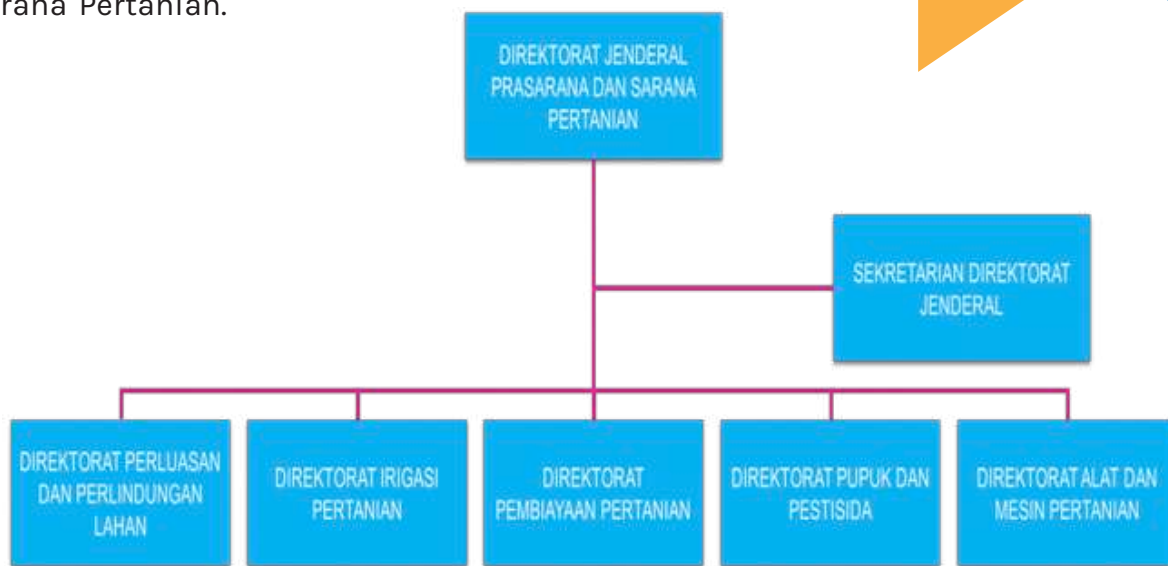 rana Pertanian.
DIREKTORAT JENDERAL
PRASARANA DAN SARANA
PERTANIAN
SEKRETARIAN DIREKTORAT
JENDERAL
DIREKTORAT PERLUASAN
DAN PERLINDUNGAN
LAHAN
DIREKTORAT IRIGASI
PERTANIAN
DIREKTORAT
PEMBIAYAAN PERTANIAN
DIREKTORAT PUPUK DAN
PESTISIDA
DIREKTORAT ALAT DAN
MESIN PERTANIAN